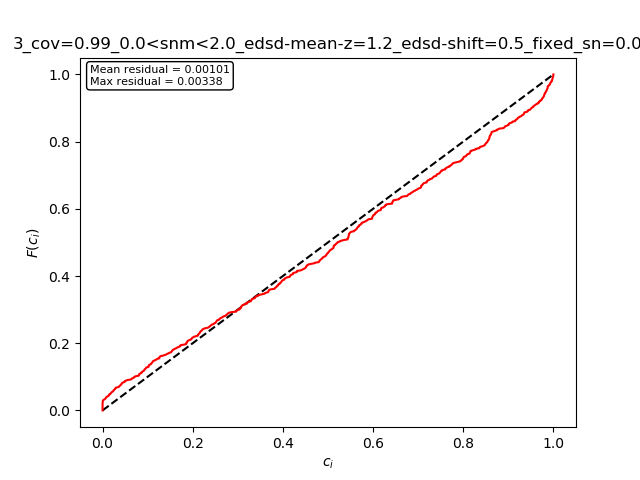 3_cov=0.99_0.0<snm<2.0_edsd-mean-z=1.2_edsd-shift=0.5_fixed_sn=0.0
Mean residual = 0.00101
Max residual = 0.00338
1.0
0.8
0.6
0.4
0.2
0.0
F(c_i)
0.0 0.2 0.4 0.6 0.8 1.0
c_i